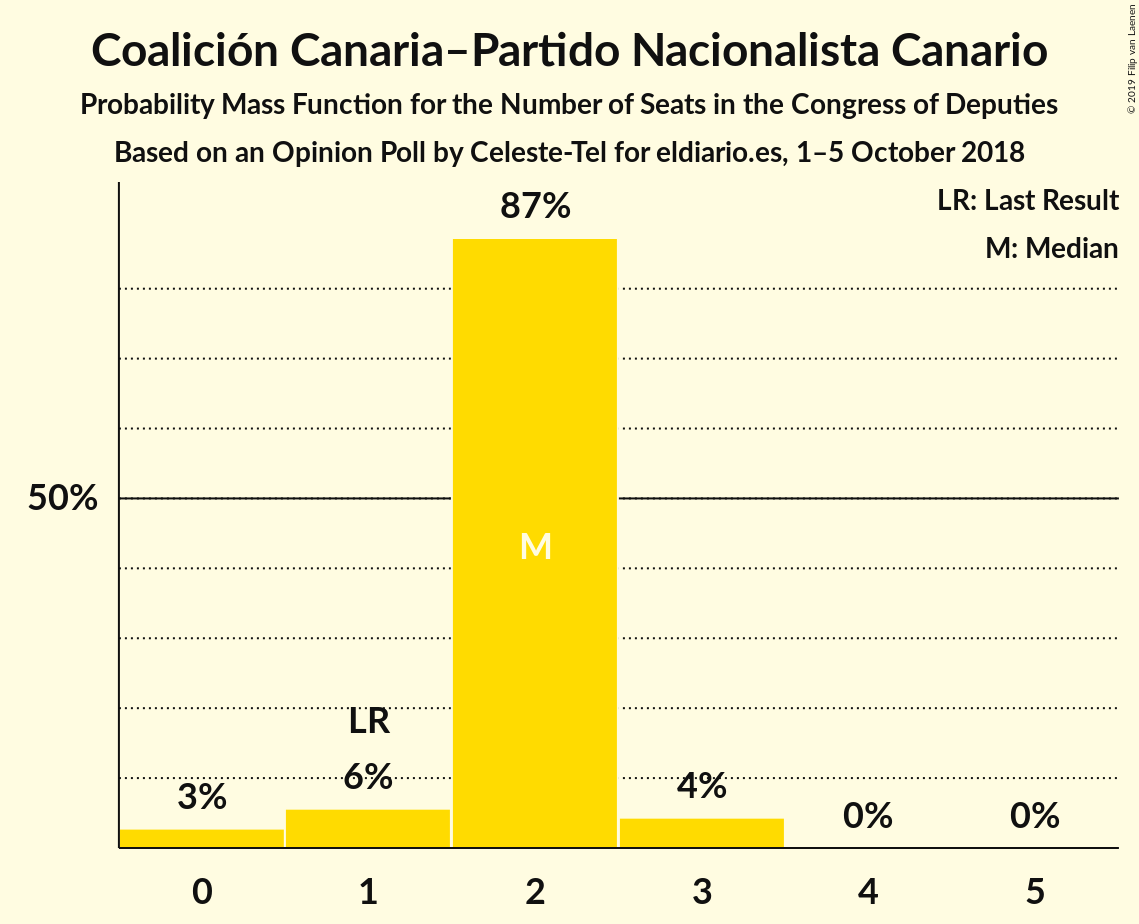 Coalición Canaria–Partido Nacionalista Canario
Probability Mass Function for the Number of Seats in the Congress of Deputies
Based on an Opinion Poll by Celeste-Tel for eldiario.es, 1–5 October 2018
© 2019 Filip van Laenen
LR: Last Result
M: Median
87%
50%
M
LR
3%
6%
4%
0%
0%
0
1
2
3
4
5